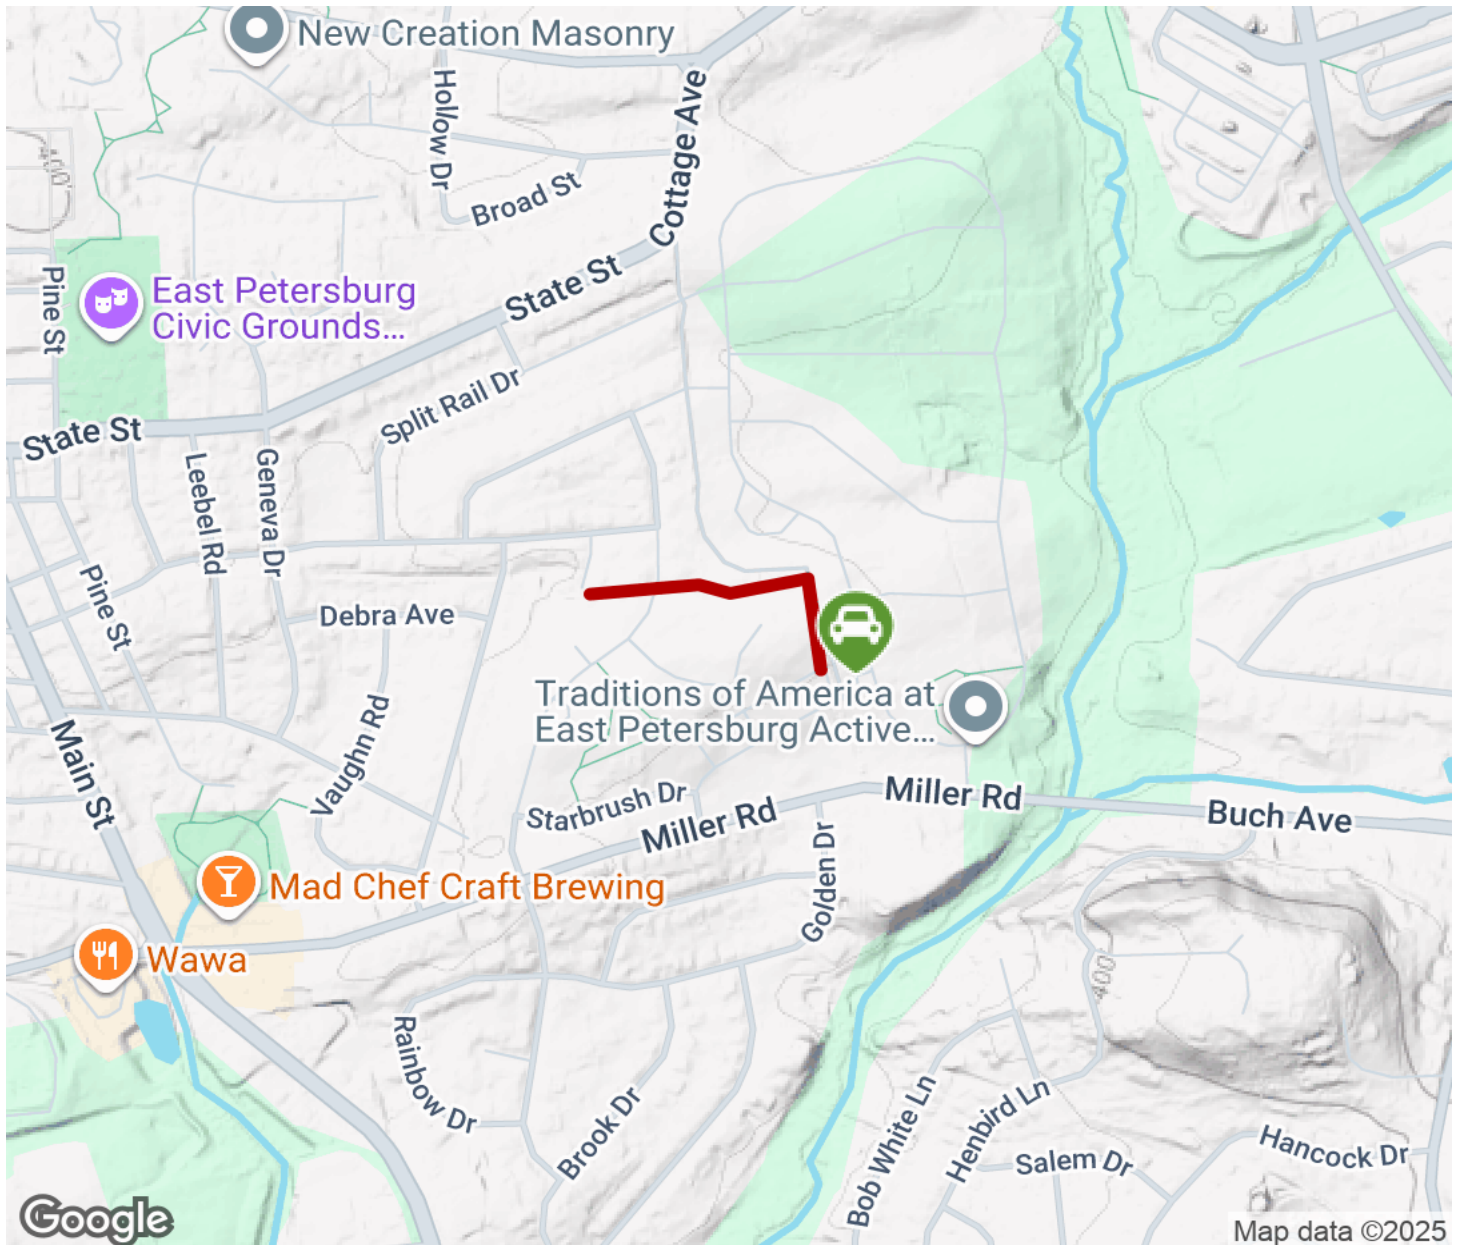 New Creation Masonry
Hollow Dr
Cottage Ave
400
Broad St
Pine St
East Petersburg
Civic Grounds...
State St
Split Rail Dr
State St
Leebel Rd
Geneva Dr
Pine St
Debra Ave
Traditions of America at
East Petersburg Active...
Vaughn Rd
Main St
Starbrush Dr
Miller Rd
Miller Rd
Buch Ave
Golden Dr
Mad Chef Craft Brewing
Wawa
400
Rainbow Dr
Brook Dr
Bob White Ln
Henbird Ln
Salem Dr
Hancock Dr
Google
Map data ©2025